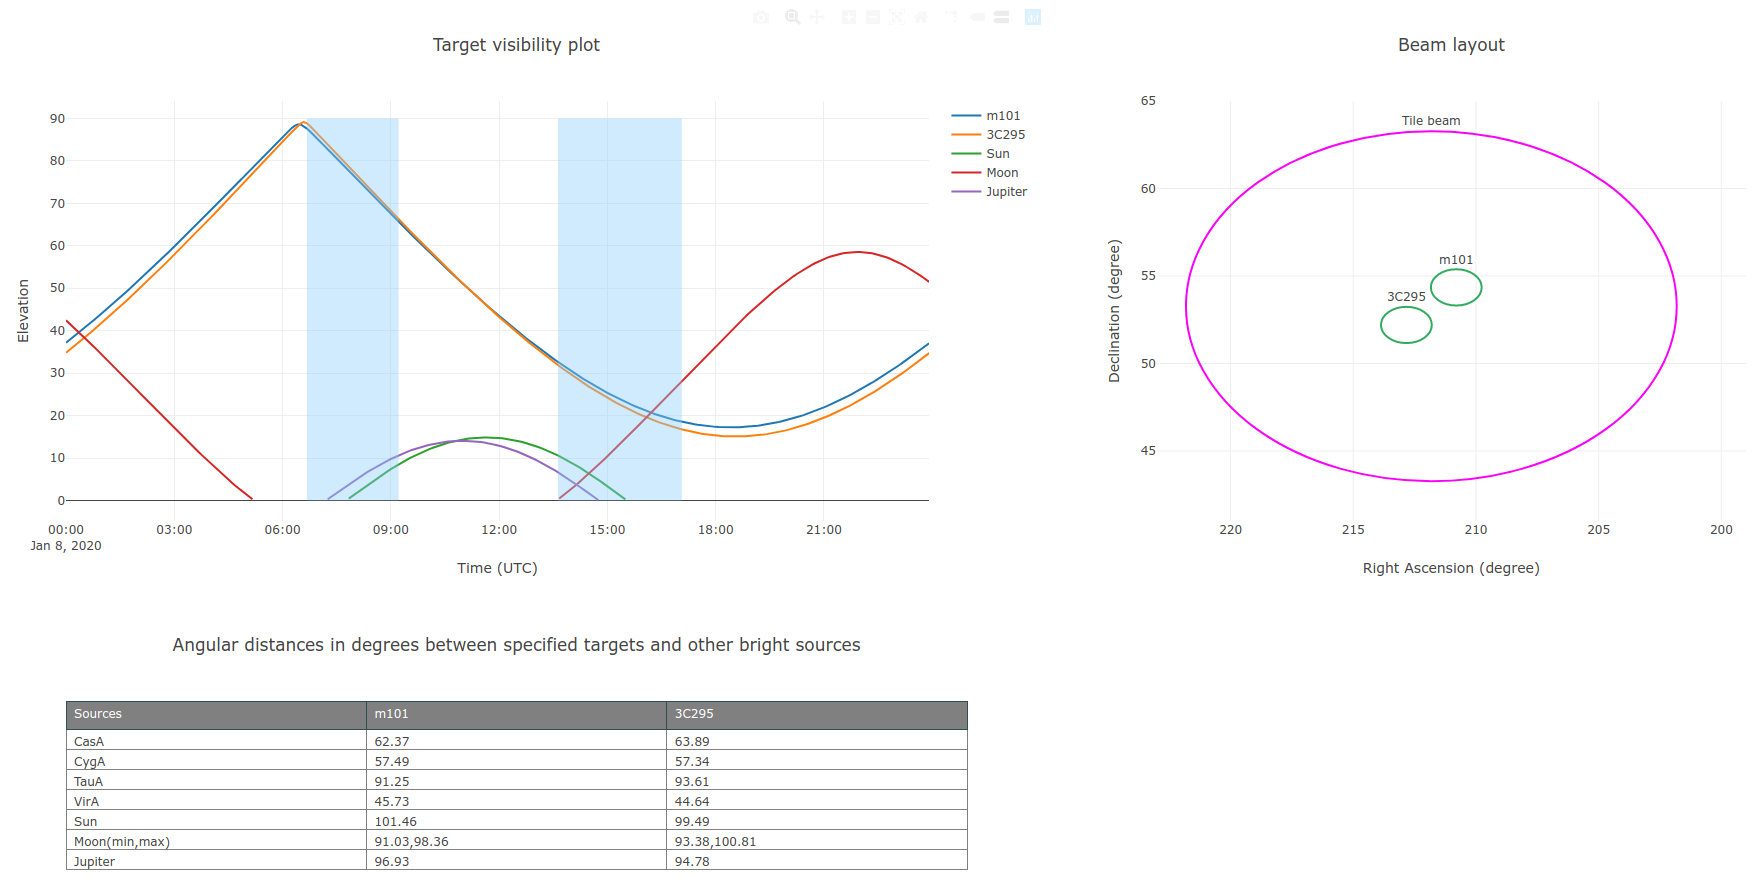 Target visibility plot
Elevation
90
80
70
60
50
40
30
20
10
0
00:00 03:00 06:00 09:00 12:00 15:00 18:00 21:00
Jan 8, 2020
Time (UTC)
m101
3C295
Sun
Moon
Jupiter
Beam layout
Declination (degree)
65
60
55
50
45
Tile beam
m101
3C295
220 215 210 205 200
Right Ascension (degree)
Angular distances in degrees between specified targets and other bright sources
Sources m101 3C295
CasA 62.37 63.89
CygA 57.49 57.34
TauA 91.25 93.61
VirA 45.73 44.64
Sun 101.46 99.49
Moon(min,max) 91.03,98.36 93.38,100.81
Jupiter 96.93 94.78